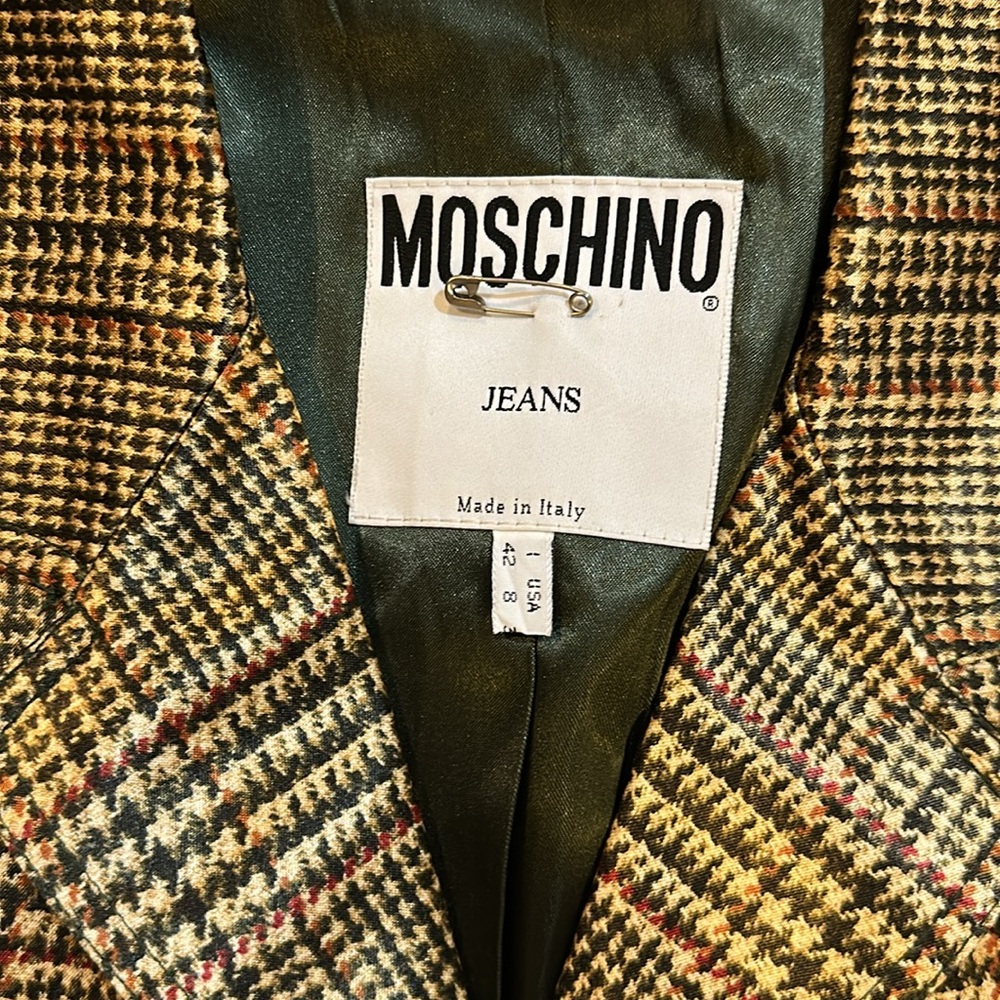 MOSCHINO
®
JEANS
Made in Italy
I USA
42 8